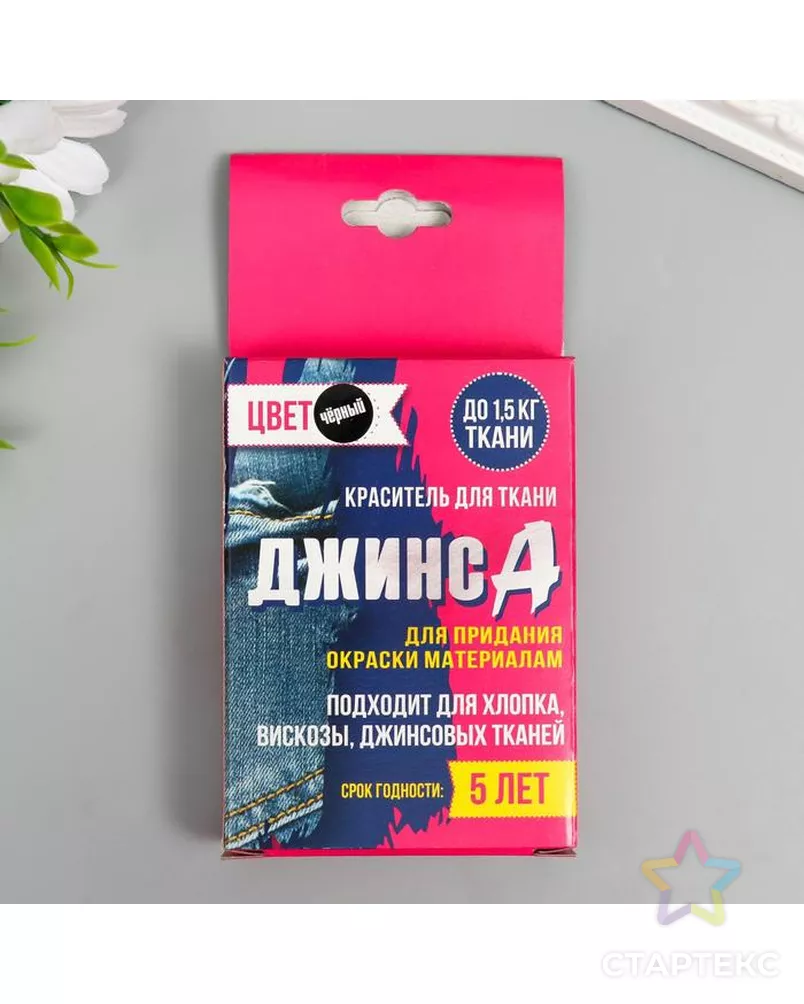 ЦВЕТ чёрный
ДО 1,5 КГ
ТКАНИ
КРАСИТЕЛЬ ДЛЯ ТКАНИ
ДЖИНСА
ДЛЯ ПРИДАНИЯ
ОКРАСКИ МАТЕРИАЛАМ
ПОДХОДИТ ДЛЯ ХЛОПКА,
ВИСКОЗЫ, ДЖИНСОВЫХ ТКАНЕЙ
СРОК ГОДНОСТИ: 5 ЛЕТ
СТАРТЕКС